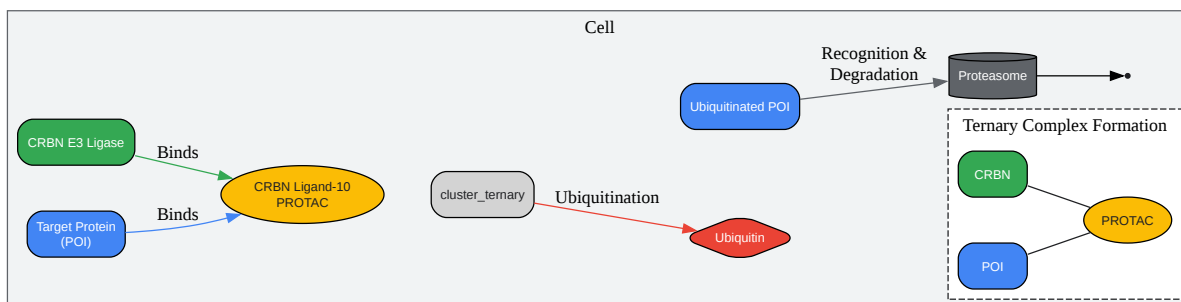 Cell
CRBN E3 Ligase
Binds
Target Protein
(POI)
Binds
CRBN Ligand-10
PROTAC
cluster_ternary
Ubiquitination
Ubiquitin
Ubiquitinated POI
Recognition &
Degradation
Proteasome
Ternary Complex Formation
CRBN
POI
PROTAC